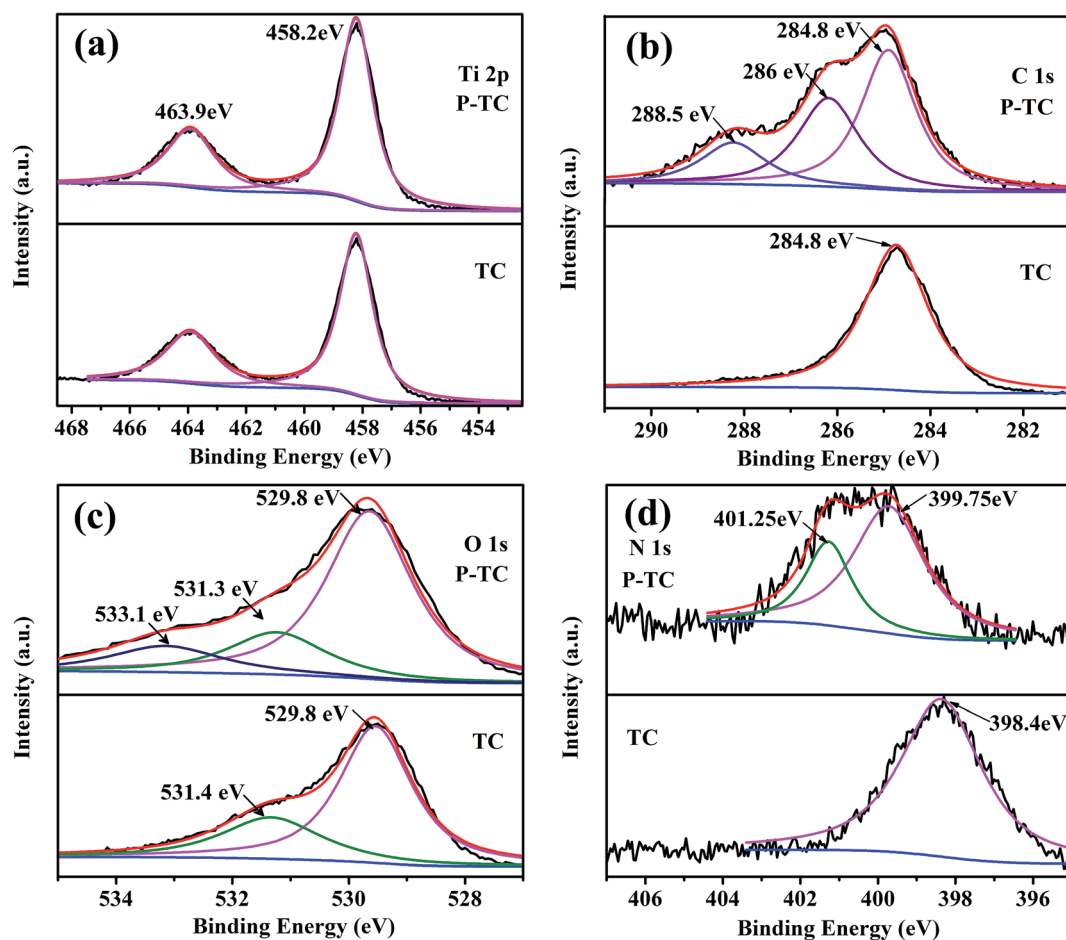 (a)
458.2eV
Ti 2p
P-TC
463.9eV
TC
Intensity (a.u.)
468 466 464 462 460 458 456 454
Binding Energy (eV)
(b)
284.8 eV
286 eV
288.5 eV
C 1s
P-TC
284.8 eV
TC
Intensity (a.u.)
290 288 286 284 282
Binding Energy (eV)
(c)
529.8 eV
O 1s
P-TC
531.3 eV
533.1 eV
529.8 eV
TC
531.4 eV
Intensity (a.u.)
534 532 530 528
Binding Energy (eV)
(d)
399.75eV
401.25eV
N 1s
P-TC
398.4eV
TC
Intensity (a.u.)
406 404 402 400 398 396
Binding Energy (eV)